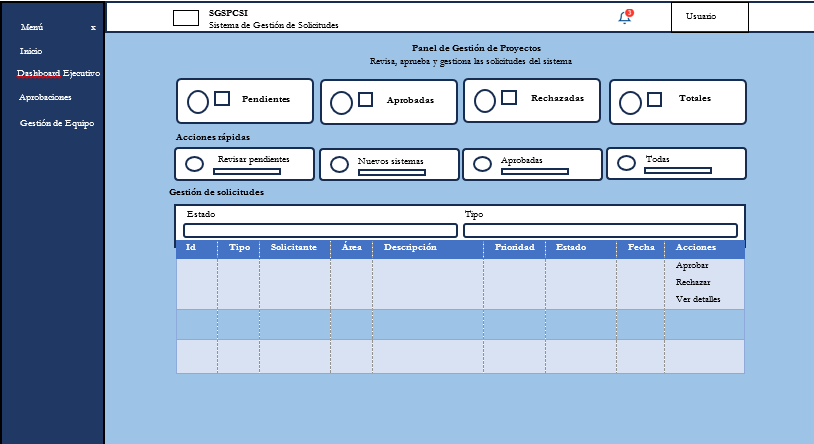 SGSPCSI
Sistema de Gestión de Solicitudes
3
Usuario
Menú x
Inicio
Dashboard Ejecutivo
Aprobaciones
Gestión de Equipo
Panel de Gestión de Proyectos
Revisa, aprueba y gestiona las solicitudes del sistema
Pendientes Aprobadas Rechazadas Totales
Acciones rápidas
Revisar pendientes Nuevos sistemas Aprobadas Todas
Gestión de solicitudes
Estado Tipo
Id Tipo Solicitante Área Descripción Prioridad Estado Fecha Acciones
Aprobar
Rechazar
Ver detalles